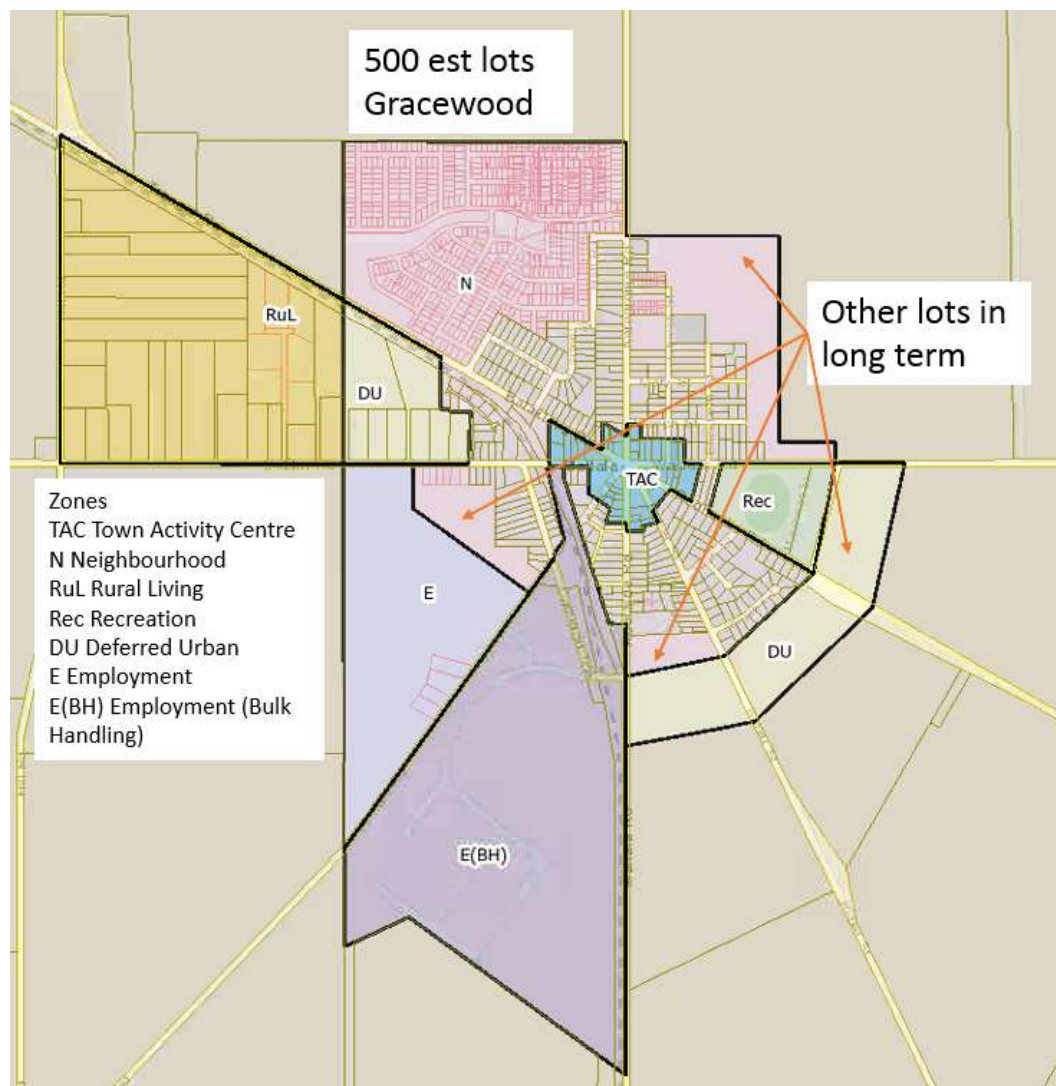 500 est lots
Gracewood
N
RuL
Other lots in
long term
DU
TAC
Rec
Zones
TAC Town Activity Centre
N Neighbourhood
RuL Rural Living
Rec Recreation
DU Deferred Urban
E Employment
E(BH) Employment (Bulk
Handling)
E
DU
E(BH)